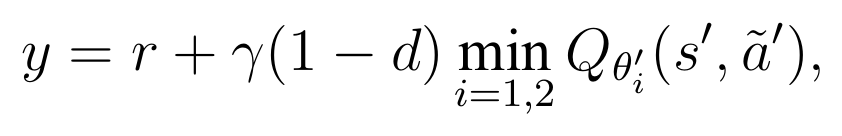 y = r + γ(1 − d) min_{i=1,2} Q_{θ′_i}(s′, ã′),